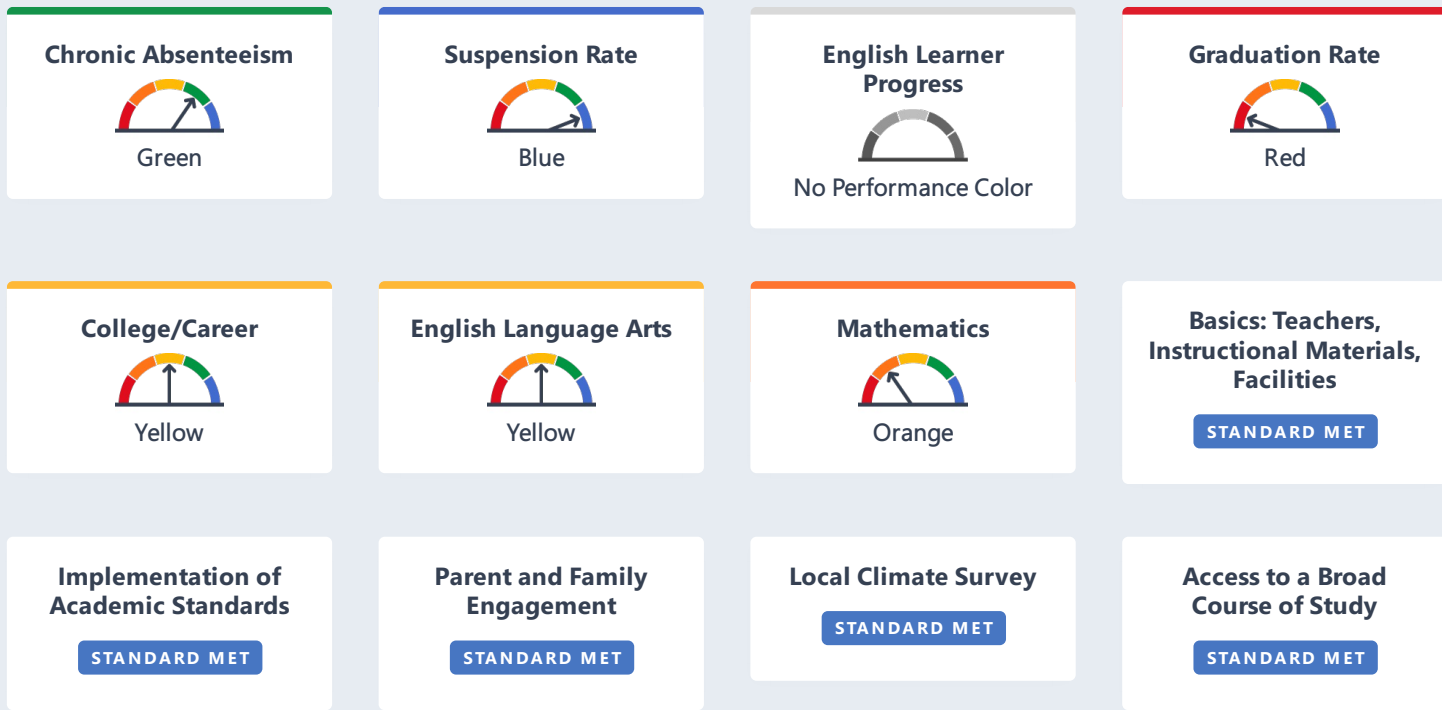 Chronic Absenteeism
Green
Suspension Rate
Blue
English Learner
Progress
No Performance Color
Graduation Rate
Red
College/Career
Yellow
English Language Arts
Yellow
Mathematics
Orange
Basics: Teachers,
Instructional Materials,
Facilities
STANDARD MET
Implementation of
Academic Standards
STANDARD MET
Parent and Family
Engagement
STANDARD MET
Local Climate Survey
STANDARD MET
Access to a Broad
Course of Study
STANDARD MET